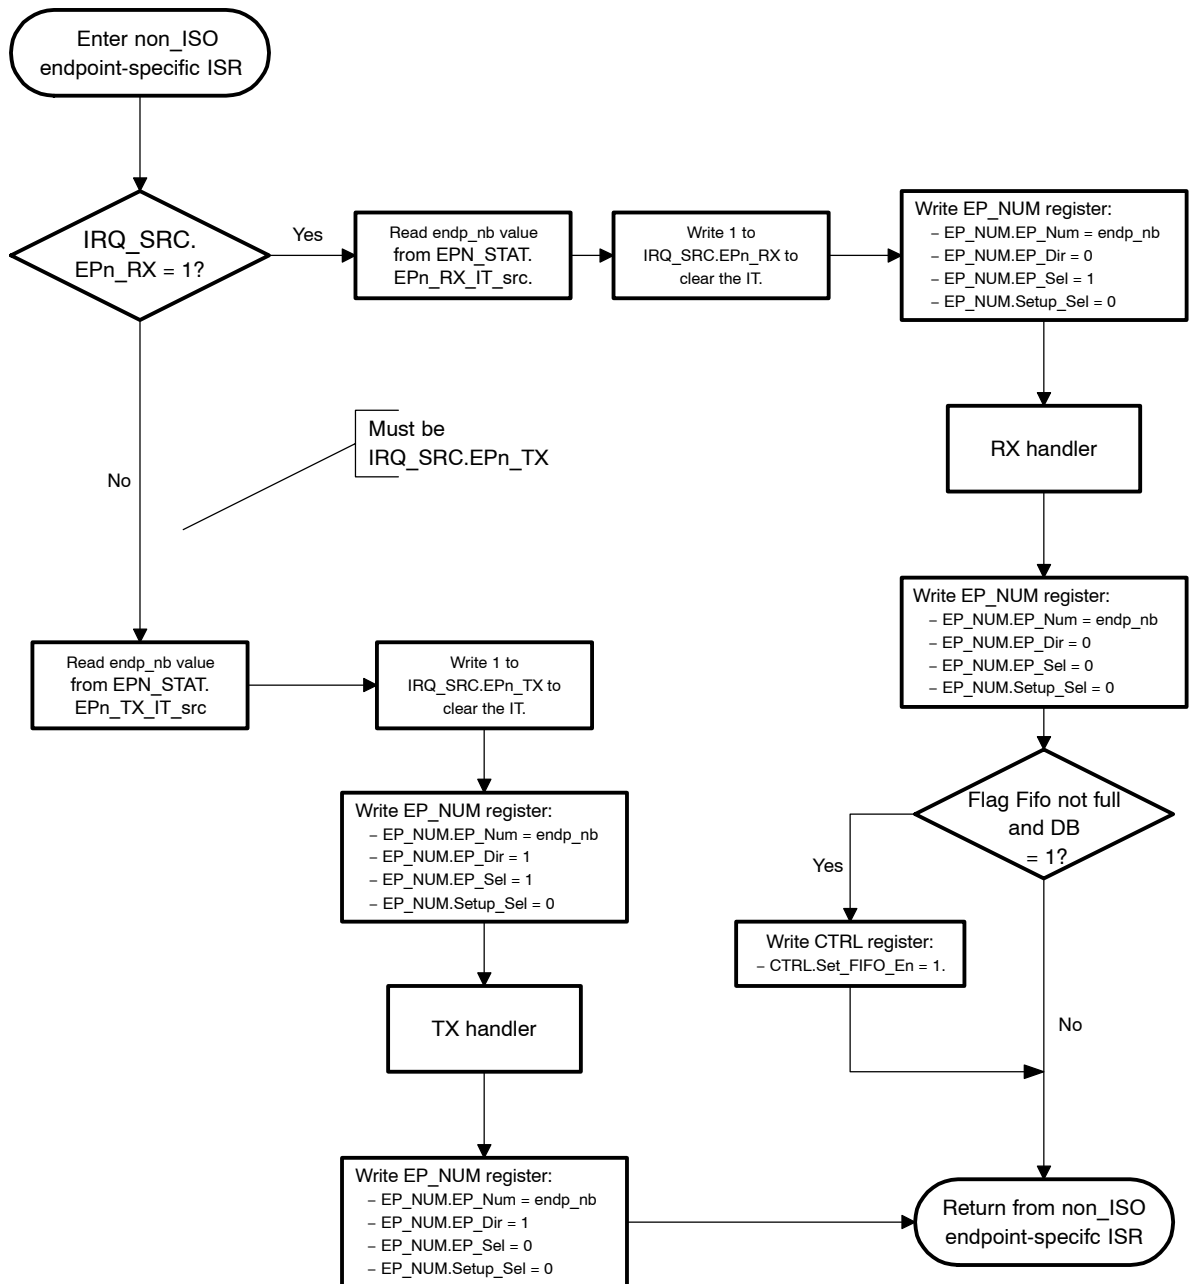 Enter non_ISO
endpoint-specific ISR
IRQ_SRC.
EPn_RX = 1?
Yes
Read endp_nb value
from EPN_STAT.
EPn_RX_IT_src.
Write 1 to
IRQ_SRC.EPn_RX to
clear the IT.
Write EP_NUM register:
– EP_NUM.EP_Num = endp_nb
– EP_NUM.EP_Dir = 0
– EP_NUM.EP_Sel = 1
– EP_NUM.Setup_Sel = 0
RX handler
Must be
IRQ_SRC.EPn_TX
No
Write EP_NUM register:
– EP_NUM.EP_Num = endp_nb
– EP_NUM.EP_Dir = 0
– EP_NUM.EP_Sel = 0
– EP_NUM.Setup_Sel = 0
Read endp_nb value
from EPN_STAT.
EPn_TX_IT_src
Write 1 to
IRQ_SRC.EPn_TX to
clear the IT.
Write EP_NUM register:
– EP_NUM.EP_Num = endp_nb
– EP_NUM.EP_Dir = 1
– EP_NUM.EP_Sel = 1
– EP_NUM.Setup_Sel = 0
Flag Fifo not full
and DB
= 1?
Yes
Write CTRL register:
– CTRL.Set_FIFO_En = 1.
No
TX handler
Write EP_NUM register:
– EP_NUM.EP_Num = endp_nb
– EP_NUM.EP_Dir = 1
– EP_NUM.EP_Sel = 0
– EP_NUM.Setup_Sel = 0
Return from non_ISO
endpoint-specifc ISR